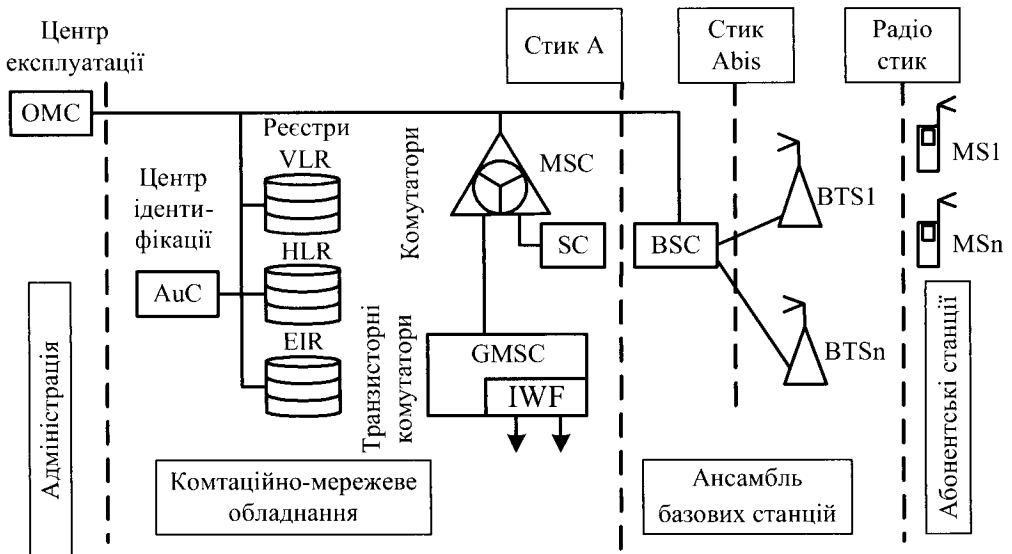 Центр
експлуатації
Стик А
Стик
Abis
Радіо
стик
ОМС
Реєстри
VLR
Комутатори
MSC
MS1
Центр
іденти-
фікації
BTS1
SC
BSC
MSn
HLR
AuC
GMSC
IWF
EIR
BTSn
Транзисторні
комутатори
Адміністрація
Комтаційно-мережеве
обладнання
Ансамбль
базових станцій
Абонентські станції